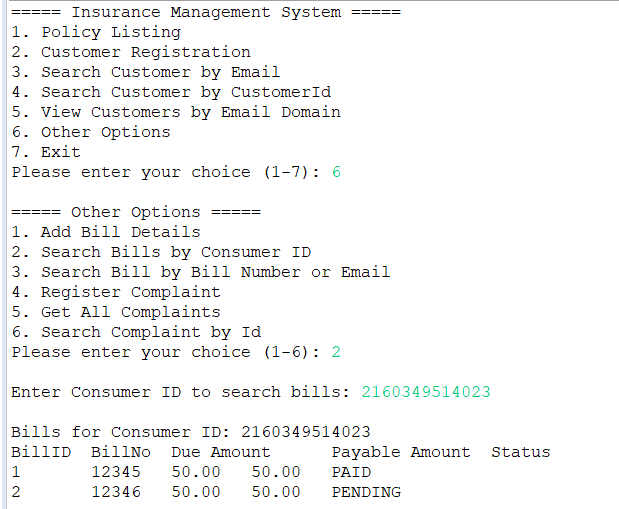 ===== Insurance Management System =====
1. Policy Listing
2. Customer Registration
3. Search Customer by Email
4. Search Customer by CustomerId
5. View Customers by Email Domain
6. Other Options
7. Exit
Please enter your choice (1-7): 6

===== Other Options =====
1. Add Bill Details
2. Search Bills by Consumer ID
3. Search Bill by Bill Number or Email
4. Register Complaint
5. Get All Complaints
6. Search Complaint by Id
Please enter your choice (1-6): 2

Enter Consumer ID to search bills: 2160349514023

Bills for Consumer ID: 2160349514023
BillID  BillNo  Due Amount      Payable Amount  Status
1       12345   50.00   50.00   PAID
2       12346   50.00   50.00   PENDING